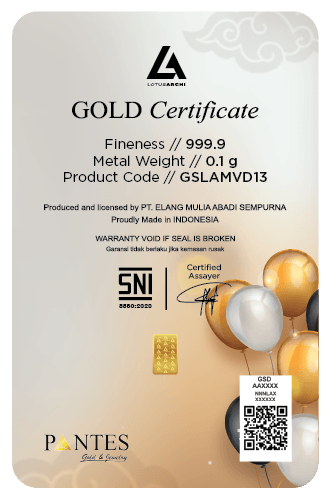 LOTUSARCHI
GOLD Certificate
Fineness // 999.9
Metal Weight // 0.1 g
Product Code // GSLAMVD13
Produced and licensed by PT. ELANG MULIA ABADI SEMPURNA
Proudly Made in INDONESIA
WARRANTY VOID IF SEAL IS BROKEN
Garansi tidak berlaku jika kemasan rusak
SNI
8880:2020
Certified
Assayer
GSD
AAXXXX
NNNLAX
XXXXXX
PANTES
Gold & Jewelry